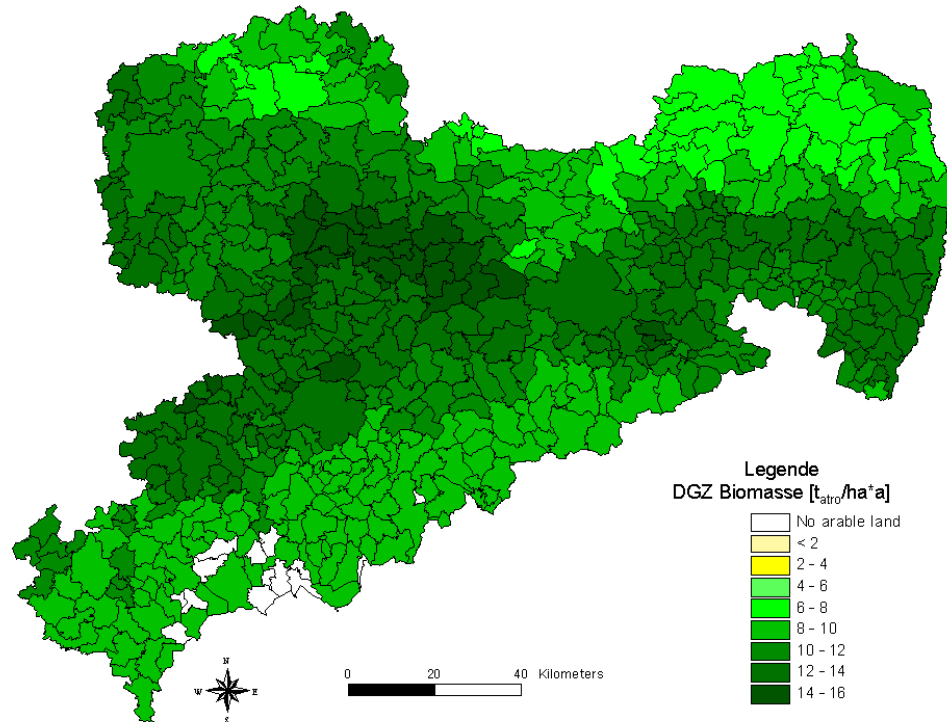 Legende
DGZ Biomasse [t_atro/ha*a]
No arable land
< 2
2 - 4
4 - 6
6 - 8
8 - 10
10 - 12
12 - 14
14 - 16
N
W E
S
0 20 40 Kilometers